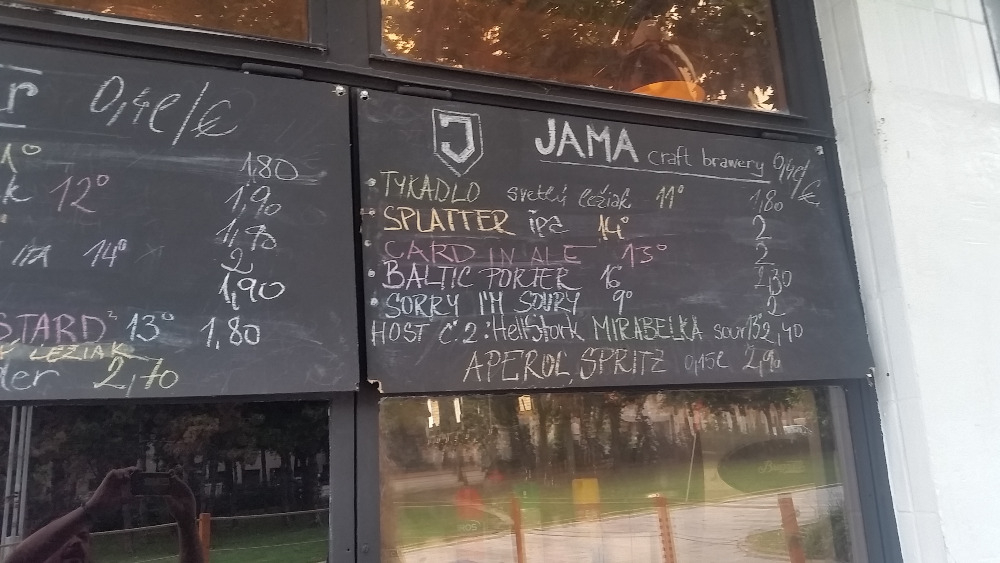 r 0,4l/€
1° 1,80
k 12° 1,90
1,90
IPA 14° 2
1,90
STARD 13° 1,80
LEŽIAK
der 2,70
J JAMA craft brawery 0,4l/€
TYKADLO svetlý ležiak 11° 1,80
SPLATTER ipa 14° 2
CARD IN ALE 13° 2
BALTIC PORTER 16 2,30
SORRY I'M SOURY 9° 2
HOST Č.2: HellStork MIRABELKA sour 13 2,40
APEROL SPRITZ 0,15l 2,90